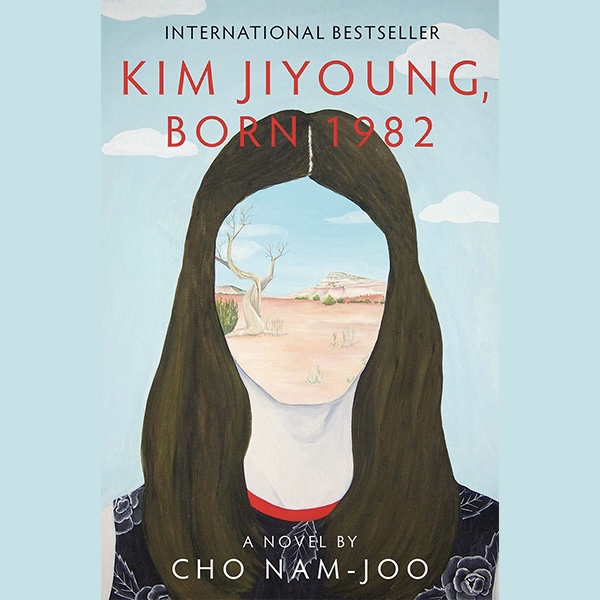 INTERNATIONAL BESTSELLER
KIM JIYOUNG,
BORN 1982
A NOVEL BY
CHO NAM-JOO